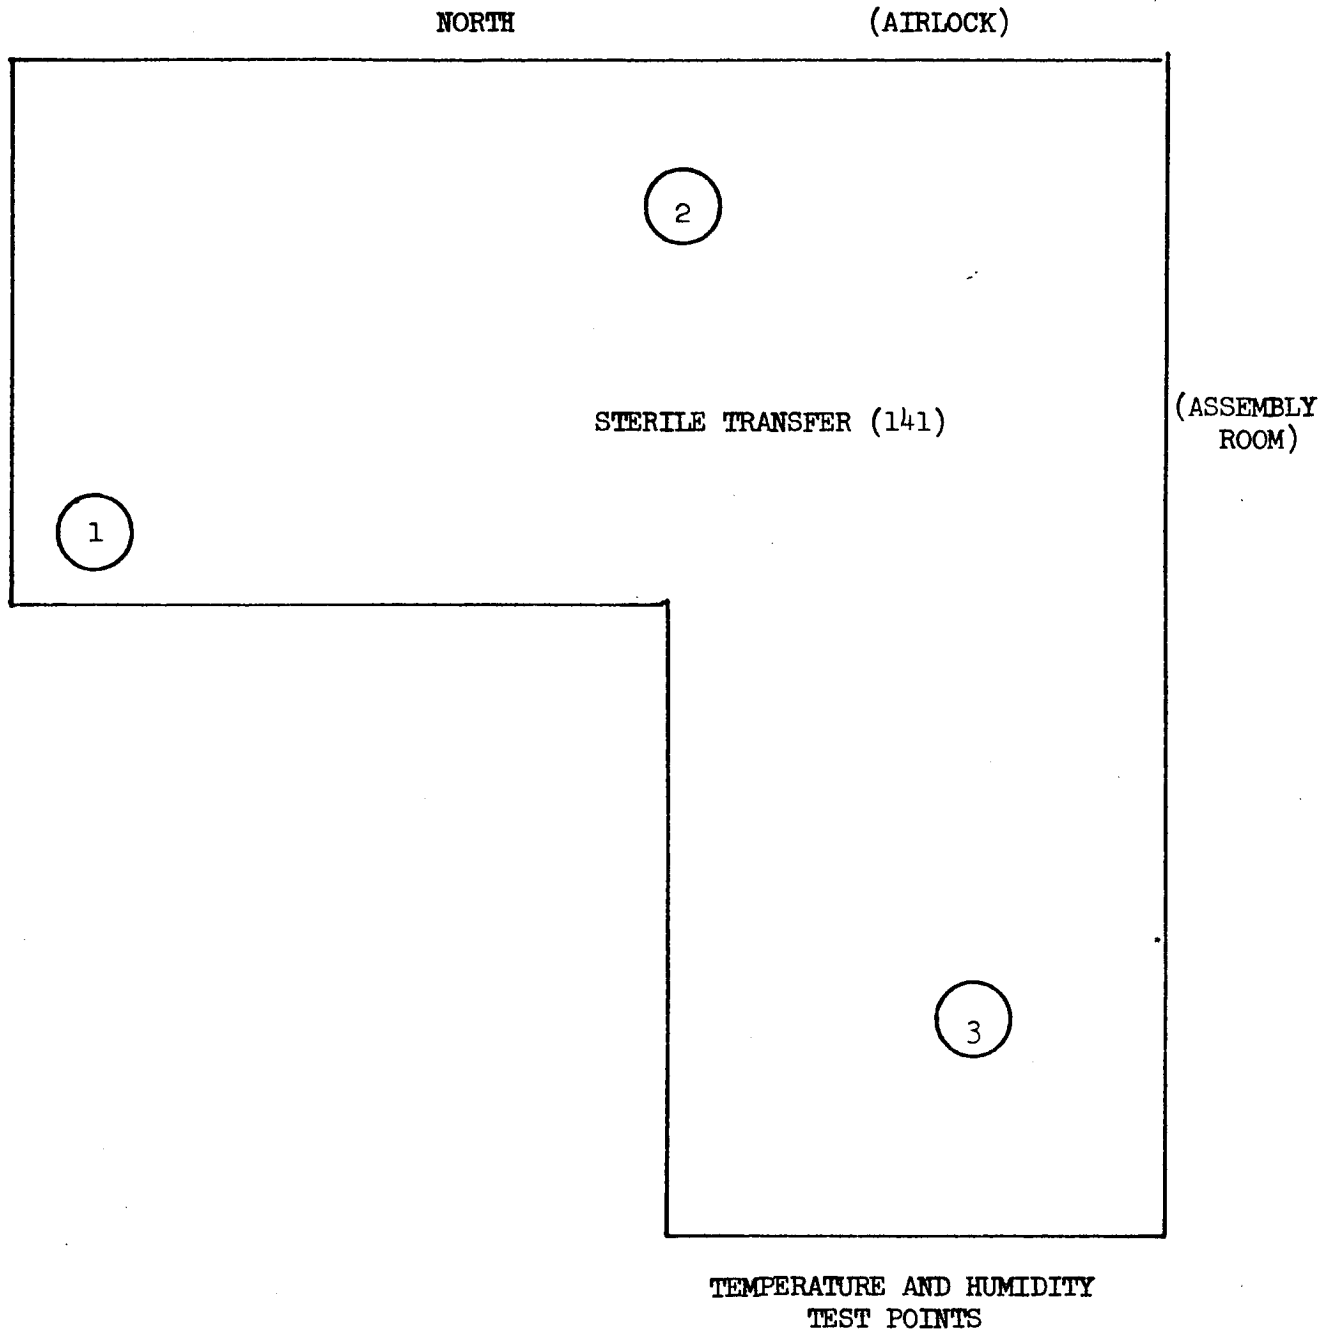 NORTH (AIRLOCK)
2
STERILE TRANSFER (141)
(ASSEMBLY
ROOM)
1
3
TEMPERATURE AND HUMIDITY
TEST POINTS